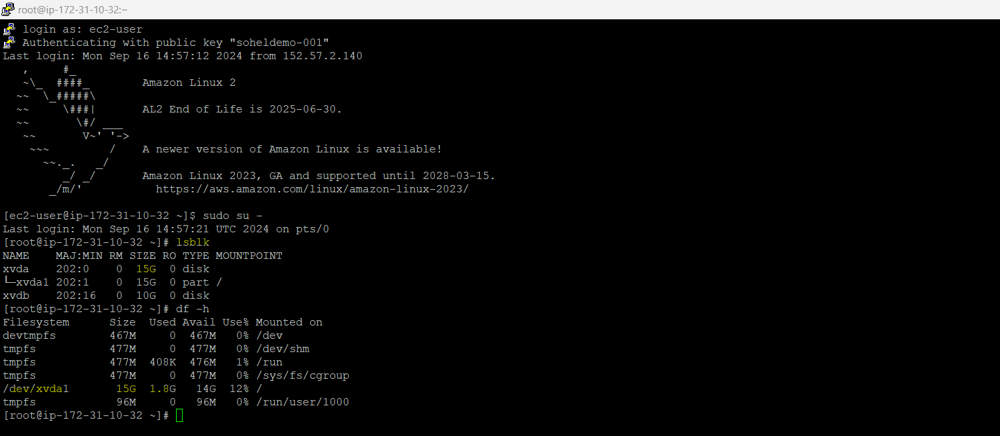 root@ip-172-31-10-32:~
login as: ec2-user
Authenticating with public key "soheldemo-001"
Last login: Mon Sep 16 14:57:12 2024 from 152.57.2.140
   ,     #_
   ~\_  ####_        Amazon Linux 2
  ~~  \_#####\
  ~~     \###|       AL2 End of Life is 2025-06-30.
  ~~       \#/ ___
   ~~       V~' '->
    ~~~         /    A newer version of Amazon Linux is available!
      ~~._.   _/
         _/ _/       Amazon Linux 2023, GA and supported until 2028-03-15.
       _/m/'           https://aws.amazon.com/linux/amazon-linux-2023/
[ec2-user@ip-172-31-10-32 ~]$ sudo su -
Last login: Mon Sep 16 14:57:21 UTC 2024 on pts/0
[root@ip-172-31-10-32 ~]# lsblk
NAME    MAJ:MIN RM SIZE RO TYPE MOUNTPOINT
xvda    202:0    0  15G  0 disk
└─xvda1 202:1    0  15G  0 part /
xvdb    202:16   0  10G  0 disk
[root@ip-172-31-10-32 ~]# df -h
Filesystem      Size  Used Avail Use% Mounted on
devtmpfs        467M     0  467M   0% /dev
tmpfs           477M     0  477M   0% /dev/shm
tmpfs           477M  408K  476M   1% /run
tmpfs           477M     0  477M   0% /sys/fs/cgroup
/dev/xvda1       15G  1.8G   14G  12% /
tmpfs            96M     0   96M   0% /run/user/1000
[root@ip-172-31-10-32 ~]#